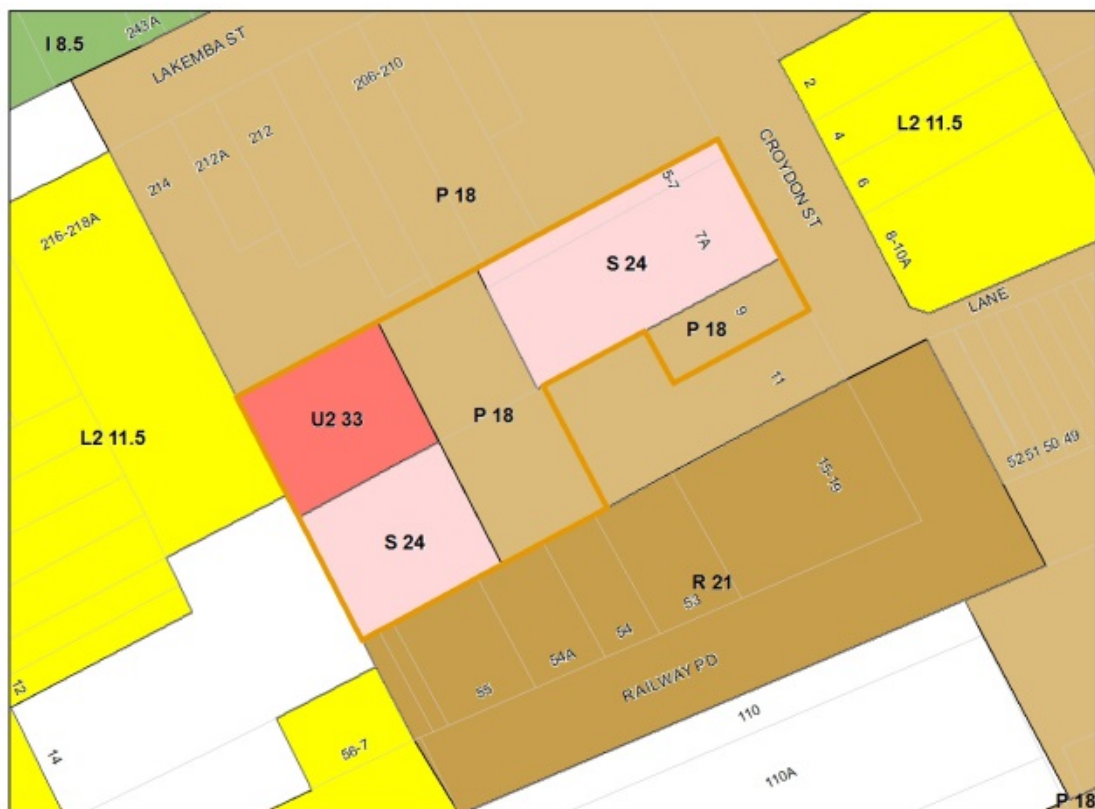 I 8.5
243A
LAKEMBA ST
206-210
212
212A
214
216-218A
P 18
2
4
6
8-10A
L2 11.5
CROYDON ST
5-7
7A
S 24
9
P 18
LANE
11
U2 33
P 18
L2 11.5
S 24
15-19
52 51 50 49
R 21
53
54
54A
55
RAILWAY PD
12
14
56-7
110
110A
P 18